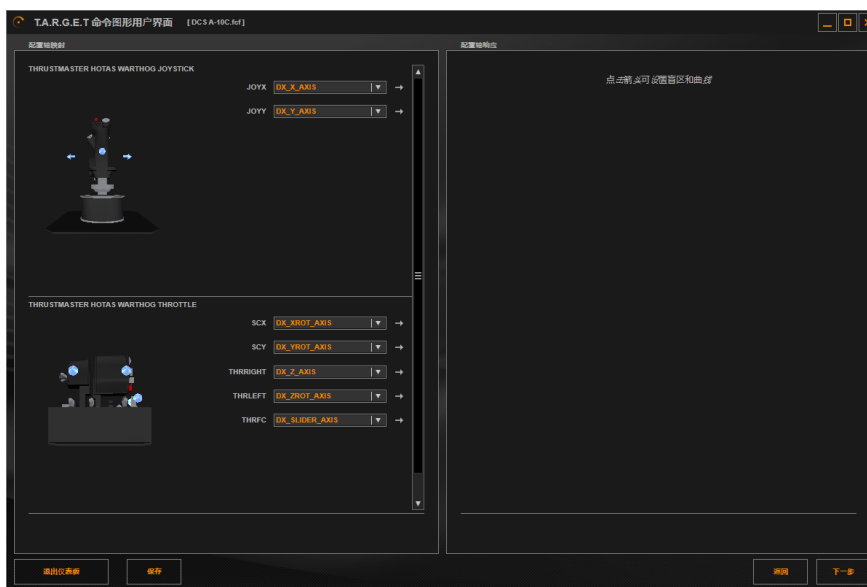 T.A.R.G.E.T 命令图形用户界面 [DCS A-10C.fcf]
配置轴映射
THRUSTMASTER HOTAS WARTHOG JOYSTICK
JOYX DX_X_AXIS
JOYY DX_Y_AXIS
THRUSTMASTER HOTAS WARTHOG THROTTLE
SCX DX_XROT_AXIS
SCY DX_YROT_AXIS
THRRIGHT DX_Z_AXIS
THRLEFT DX_ZROT_AXIS
THRFC DX_SLIDER_AXIS
配置轴响应
点击箭头可设置盲区和曲线
退出仪表板
保存
返回
下一步